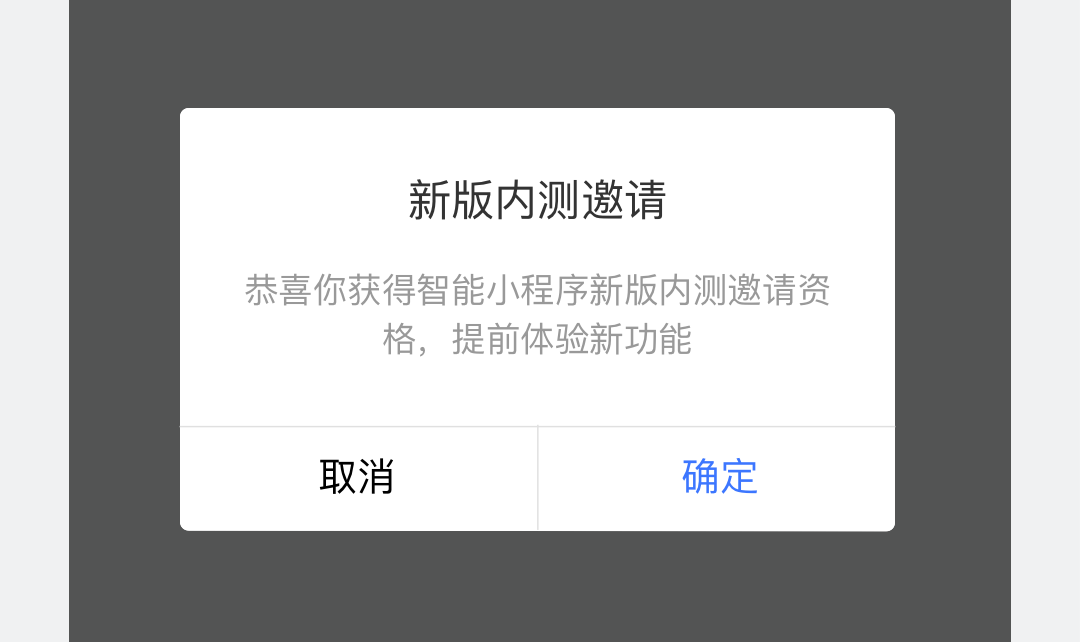 新版内测邀请
恭喜你获得智能小程序新版内测邀请资
格，提前体验新功能
取消
确定